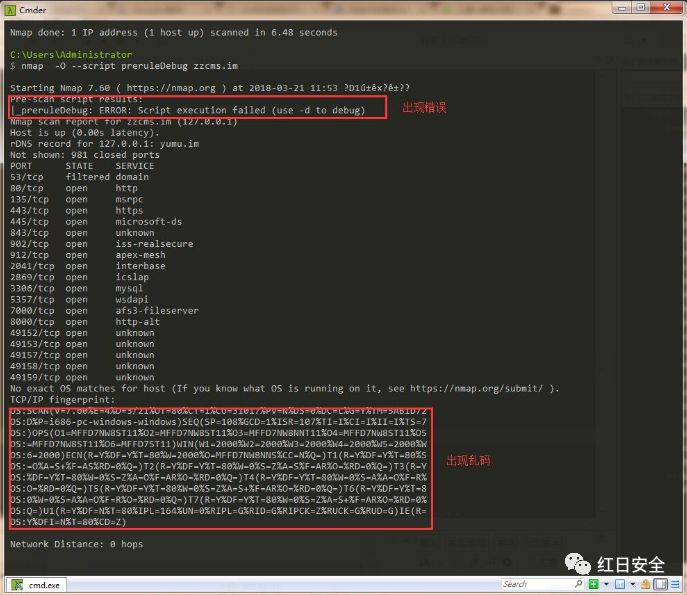 Cmder
Nmap done: 1 IP address (1 host up) scanned in 6.48 seconds
C:\Users\Administrator
$ nmap  -O --script preruleDebug zzcms.im
Starting Nmap 7.60 ( https://nmap.org ) at 2018-03-21 11:53 ?D1ú±ê×?ê±??
Pre-scan script results:
|_preruleDebug: ERROR: Script execution failed (use -d to debug)
出现错误
Nmap scan report for zzcms.im (127.0.0.1)
Host is up (0.00s latency).
rDNS record for 127.0.0.1: yumu.im
Not shown: 981 closed ports
PORT      STATE    SERVICE
53/tcp    filtered domain
80/tcp    open     http
135/tcp   open     msrpc
443/tcp   open     https
445/tcp   open     microsoft-ds
843/tcp   open     unknown
902/tcp   open     iss-realsecure
912/tcp   open     apex-mesh
2041/tcp  open     interbase
2869/tcp  open     icslap
3306/tcp  open     mysql
5357/tcp  open     wsdapi
7000/tcp  open     afs3-fileserver
8000/tcp  open     http-alt
49152/tcp open     unknown
49153/tcp open     unknown
49157/tcp open     unknown
49158/tcp open     unknown
49159/tcp open     unknown
No exact OS matches for host (If you know what OS is running on it, see https://nmap.org/submit/ ).
TCP/IP fingerprint:
OS:SCAN(V=7.60%E=4%D=3/21%OT=80%CT=1%CU=31017%PV=N%DS=0%DC=L%G=Y%TM=5AB1D72
OS:D%P=i686-pc-windows-windows)SEQ(SP=108%GCD=1%ISR=107%TI=I%CI=I%II=I%TS=7
OS:)OPS(O1=MFFD7NW8ST11%O2=MFFD7NW8ST11%O3=MFFD7NW8NNT11%O4=MFFD7NW8ST11%O5
OS:=MFFD7NW8ST11%O6=MFFD7ST11)WIN(W1=2000%W2=2000%W3=2000%W4=2000%W5=2000%W
OS:6=2000)ECN(R=Y%DF=Y%T=80%W=2000%O=MFFD7NW8NNS%CC=N%Q=)T1(R=Y%DF=Y%T=80%S
OS:=O%A=S+%F=AS%RD=0%Q=)T2(R=Y%DF=Y%T=80%W=0%S=Z%A=S%F=AR%O=%RD=0%Q=)T3(R=Y
OS:%DF=Y%T=80%W=0%S=Z%A=O%F=AR%O=%RD=0%Q=)T4(R=Y%DF=Y%T=80%W=0%S=A%A=O%F=R%
OS:O=%RD=0%Q=)T5(R=Y%DF=Y%T=80%W=0%S=Z%A=S+%F=AR%O=%RD=0%Q=)T6(R=Y%DF=Y%T=8
OS:0%W=0%S=A%A=O%F=R%O=%RD=0%Q=)T7(R=Y%DF=Y%T=80%W=0%S=Z%A=S+%F=AR%O=%RD=0%
OS:Q=)U1(R=Y%DF=N%T=80%IPL=164%UN=0%RIPL=G%RID=G%RIPCK=Z%RUCK=G%RUD=G)IE(R=
OS:Y%DFI=N%T=80%CD=Z)
出现乱码
Network Distance: 0 hops
红日安全
cmd.exe
Search